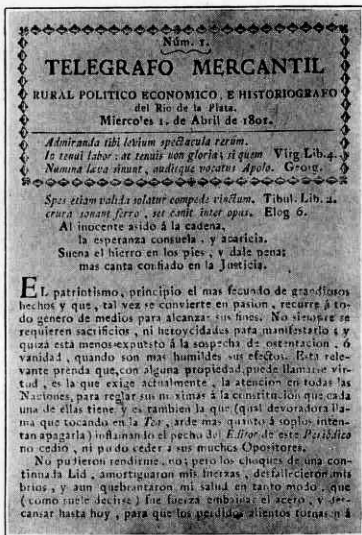 Núm. 1.
TELEGRAFO MERCANTIL
RURAL POLITICO ECONOMICO, E HISTORIOGRAFO
del Rio de la Plata.
Miercoles 1. de Abril de 1801.
Admiranda tibi levium spectacula rerum.
In tenui labor: at tenuis non gloria; si quem Virg Lib. 4.
Numina læva sinunt, auditque vocatus Apolo. Georg.
Spes etiam valida solatur compede vinctum. Tibul. Lib. 2.
crura sonant ferro, set canit inter opus. Eleg 6.
Al inocente asido á la cadena,
la esperanza consuela, y acaricia.
Suena el hierro en los pies, y dale pena;
mas canta confiado en la Justicia.
EL patriotismo, principio el mas fecundo de grandiosos
hechos y que, tal vez se convierte en pasion, recurre á to-
do genero de medios para alcanzar sus fines. No siempre se
requieren sacrificios, ni heroycidades para manifestarlo; y
quizá está menos expuesto á la sospecha de ostentacion, ó
vanidad, quando son mas humildes sus efectos. Esta rele-
vante prenda que, con alguna propiedad, puede llamarse vir-
tud, es la que exige actualmente, la atencion en todas las
Naciones, para reglar sus maximas á la constitucion que cada
una de ellas tiene y es tambien la que (qual devoradora lla-
ma que tocando en la Tea, arde mas quinto á soplos inten-
tan apagarla) inflamando el pecho del Editor de este Periódico
no cedió, ni pudo ceder á sus muchos Opositores.
No pudieron rendirme, no; pero los choques de una con-
tinuada Lid, amortiguaron mis fuerzas, desfallecieron mis
brios, y aun quebrantaron mi salud en tanto modo, que
(como suele decirse) fue fuerza embainar el acero, y des-
cansar hasta hoy, para que los perdidos alientos tornasen á